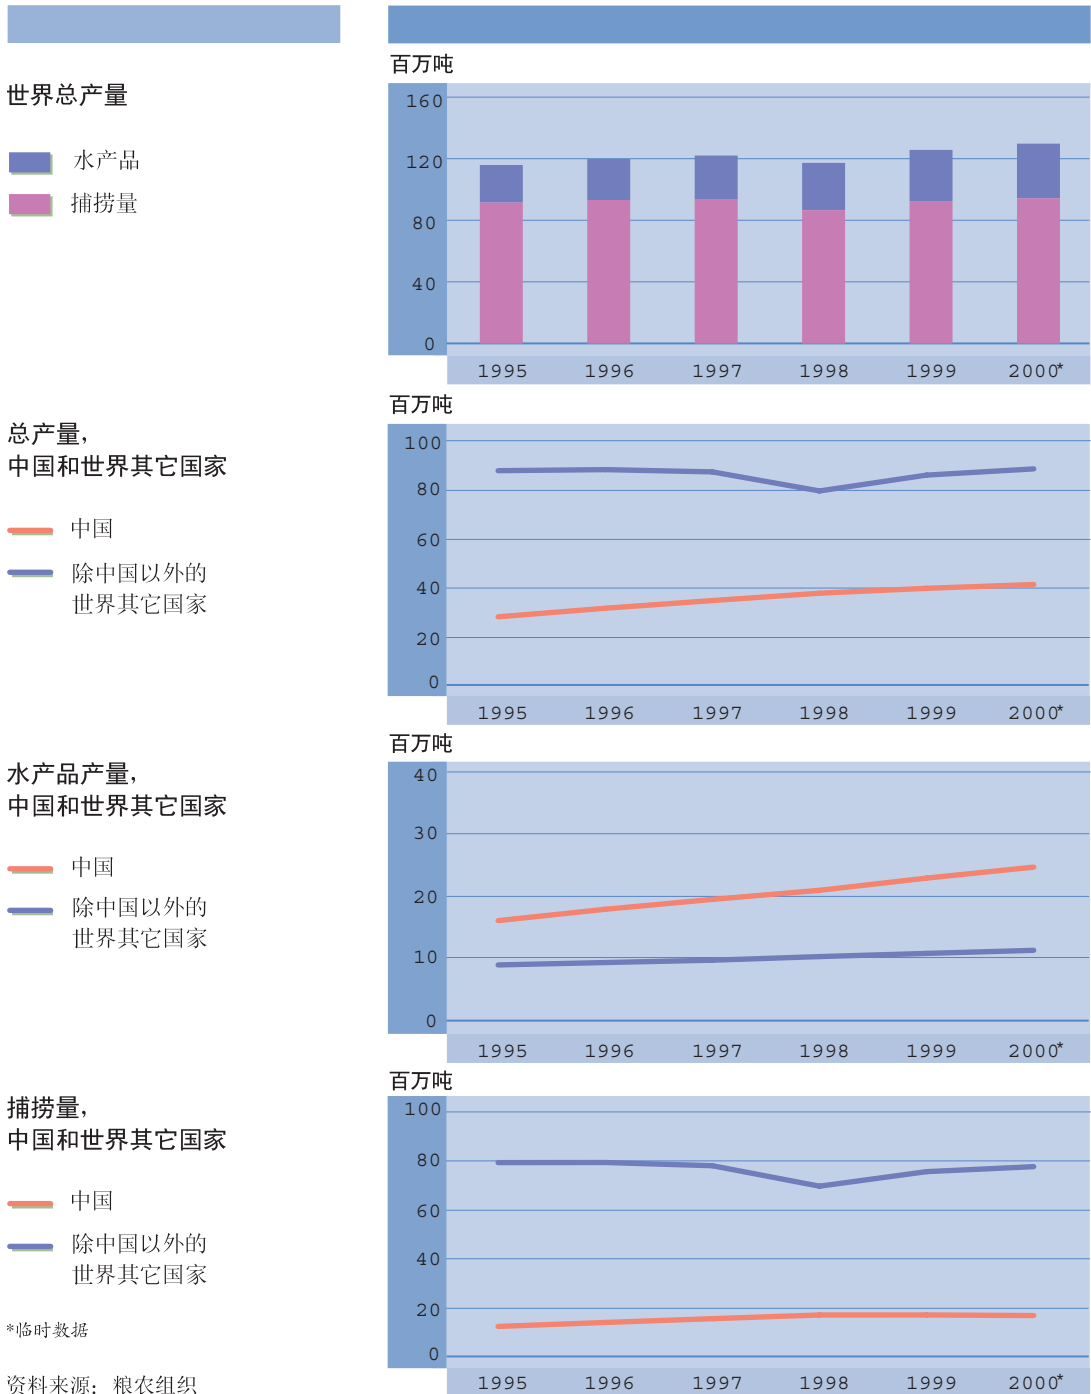 百万吨
世界总产量
水产品
捕捞量
160
120
80
40
0
1995 1996 1997 1998 1999 2000*
百万吨
总产量,
中国和世界其它国家
中国
除中国以外的
世界其它国家
100
80
60
40
20
0
1995 1996 1997 1998 1999 2000*
百万吨
水产品产量,
中国和世界其它国家
中国
除中国以外的
世界其它国家
40
30
20
10
0
1995 1996 1997 1998 1999 2000*
百万吨
捕捞量,
中国和世界其它国家
中国
除中国以外的
世界其它国家
100
80
60
40
20
0
1995 1996 1997 1998 1999 2000*
*临时数据
资料来源：粮农组织